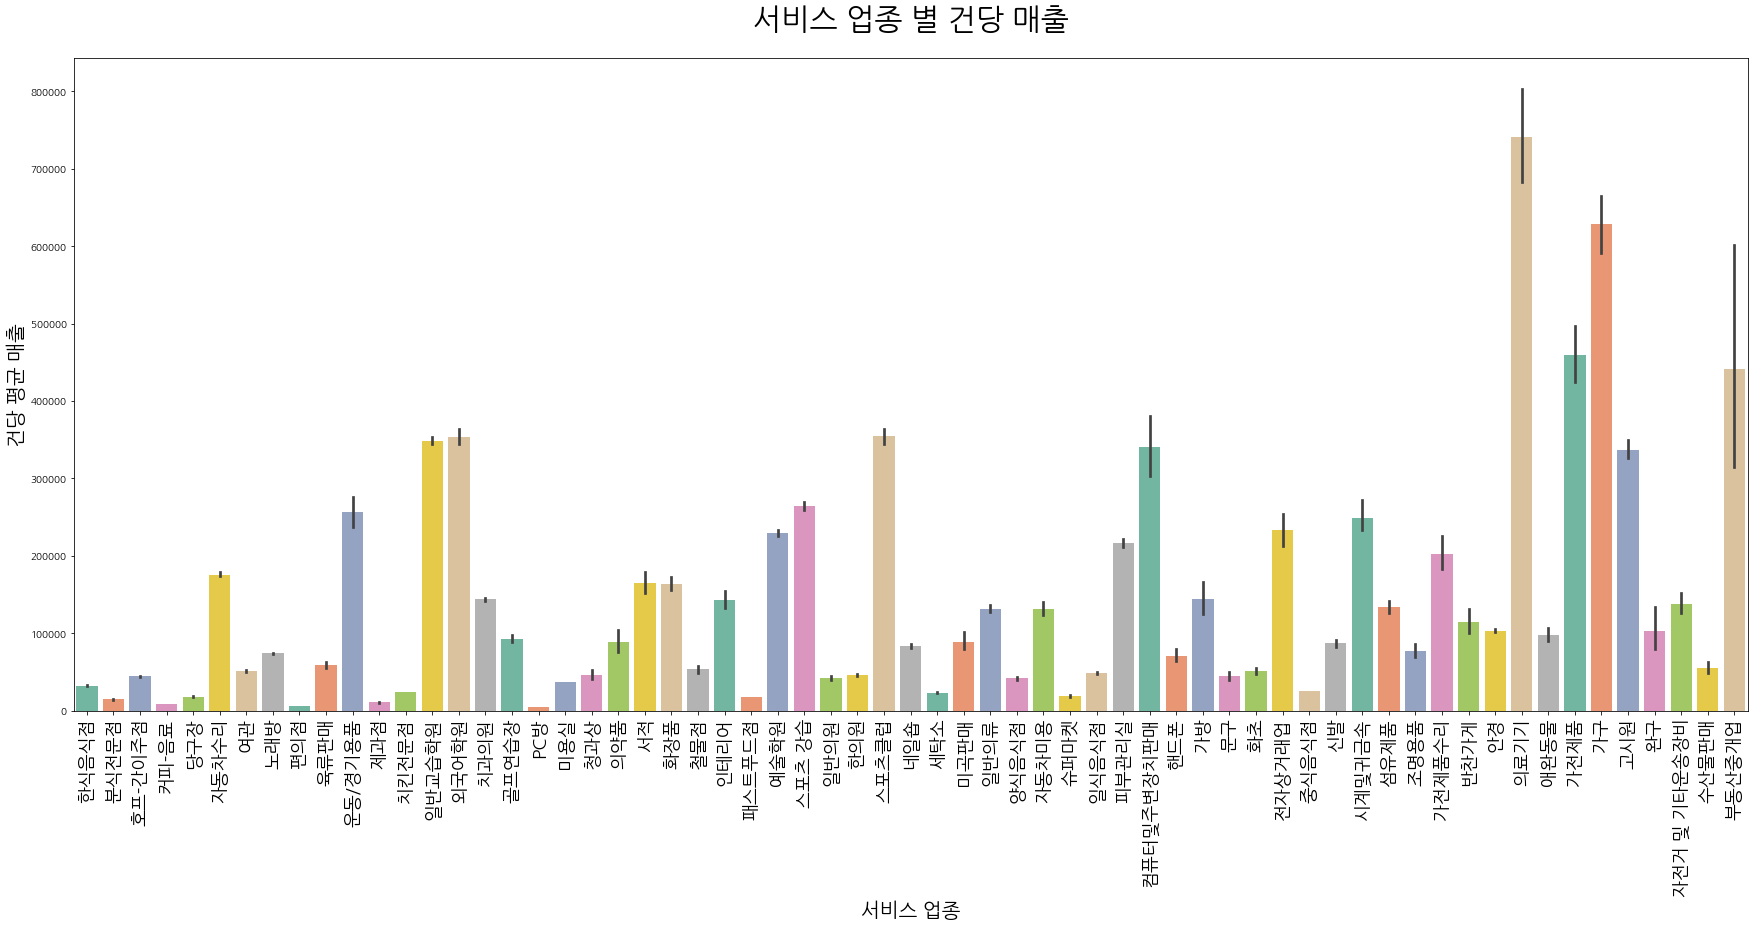 서비스 업종 별 건당 매출
건당 평균 매출
800000
700000
600000
500000
400000
300000
200000
100000
0
한식음식점
분식전문점
호프-간이주점
커피-음료
당구장
자동차수리
여관
노래방
편의점
육류판매
운동/경기용품
제과점
치킨전문점
일반교습학원
외국어학원
치과의원
골프연습장
PC방
미용실
청과상
의약품
서적
화장품
철물점
인테리어
패스트푸드점
예술학원
스포츠 강습
일반의원
한의원
스포츠클럽
네일숍
세탁소
미곡판매
일반의류
양식음식점
자동차미용
슈퍼마켓
일식음식점
피부관리실
컴퓨터및주변장치판매
핸드폰
가방
문구
화초
전자상거래업
중식음식점
신발
시계및귀금속
섬유제품
조명용품
가전제품수리
반찬가게
안경
의료기기
애완동물
가전제품
가구
고시원
완구
자전거 및 기타운송장비
수산물판매
부동산중개업
서비스 업종